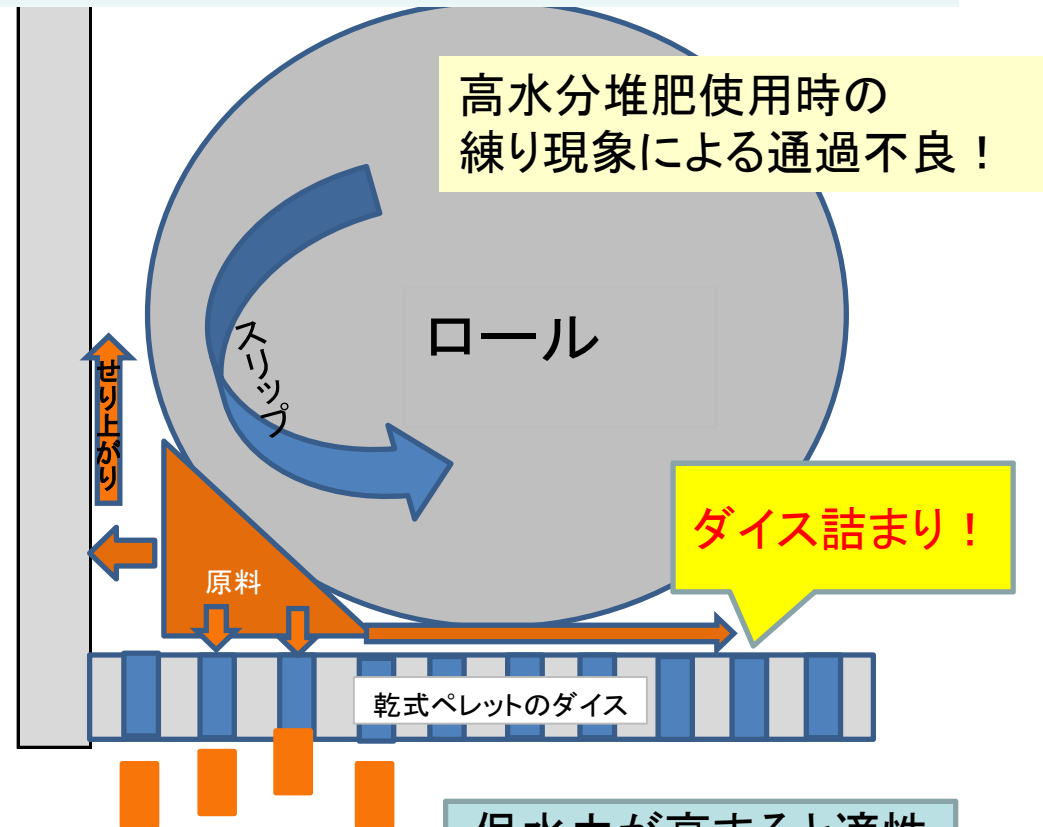 高水分堆肥使用時の
練り現象による通過不良！
ロール
スリップ
せり上がり
ダイス詰まり！
原料
乾式ペレットのダイス